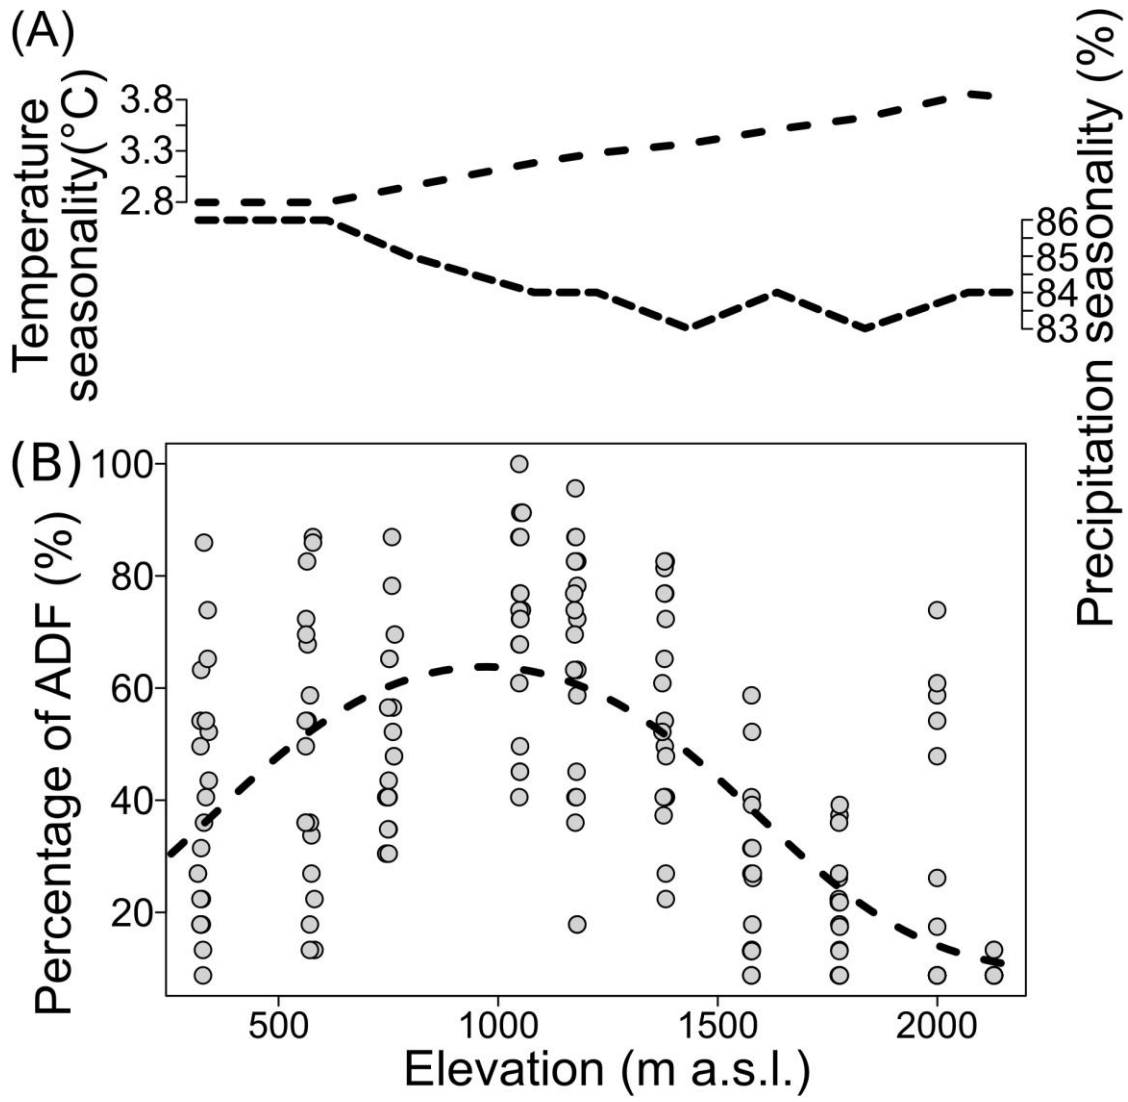 (A)
Temperature
seasonality(°C)
3.8
3.3
2.8
86
85
84
83
Precipitation seasonality (%)
(B)
Percentage of ADF (%)
100
80
60
40
20
500 1000 1500 2000
Elevation (m a.s.l.)